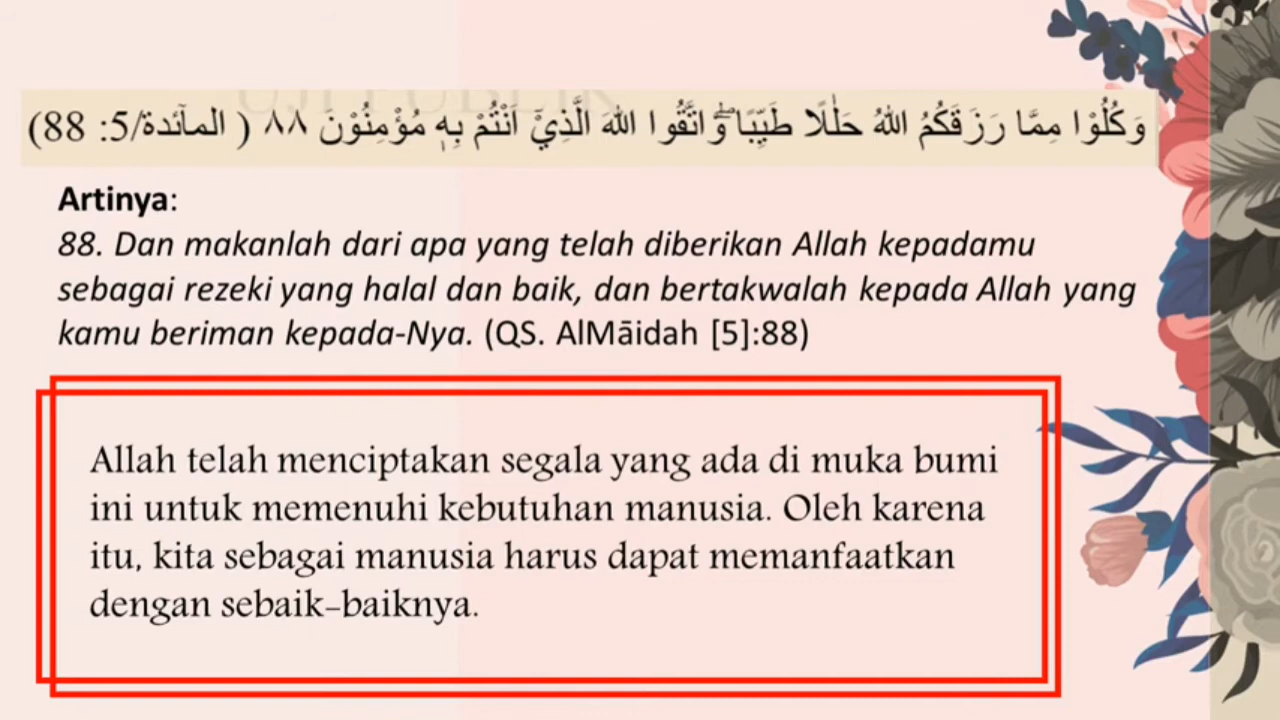 وَكُلُوْا مِمَّا رَزَقَكُمُ اللّٰهُ حَلٰلًا طَيِّبًا ۖوَّاتَّقُوا اللّٰهَ الَّذِيْٓ اَنْتُمْ بِهٖ مُؤْمِنُوْنَ ٨٨ ( الماۤئدة/5: 88)
Artinya:
88. Dan makanlah dari apa yang telah diberikan Allah kepadamu
sebagai rezeki yang halal dan baik, dan bertakwalah kepada Allah yang
kamu beriman kepada-Nya. (QS. AlMāidah [5]:88)
Allah telah menciptakan segala yang ada di muka bumi
ini untuk memenuhi kebutuhan manusia. Oleh karena
itu, kita sebagai manusia harus dapat memanfaatkan
dengan sebaik-baiknya.